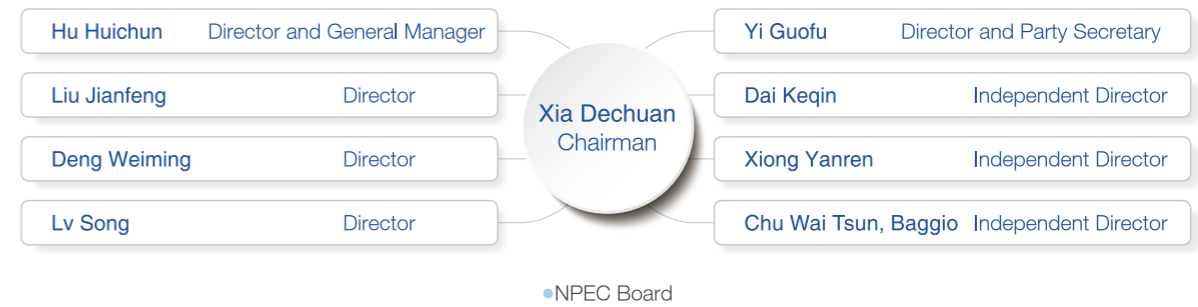 Hu Huichun Director and General Manager
Liu Jianfeng Director
Deng Weiming Director
Lv Song Director
Xia Dechuan
Chairman
Yi Guofu Director and Party Secretary
Dai Keqin Independent Director
Xiong Yanren Independent Director
Chu Wai Tsun, Baggio Independent Director
•NPEC Board